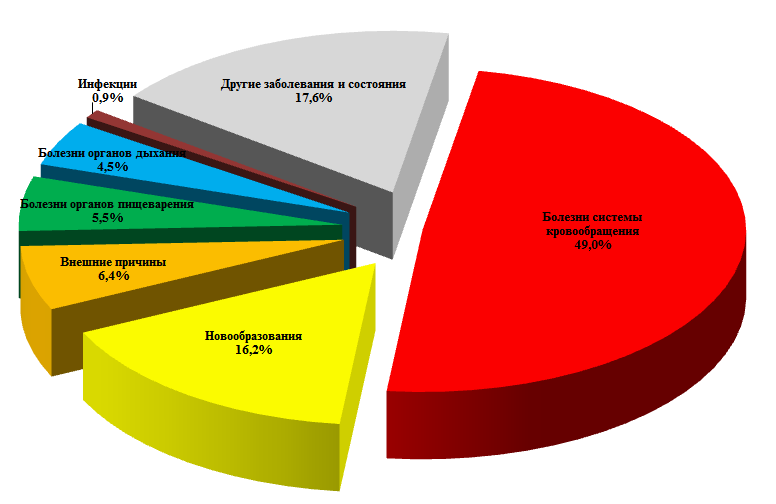 Инфекции
0,9%
Другие заболевания и состояния
17,6%
Болезни органов дыхания
4,5%
Болезни органов пищеварения
5,5%
Болезни системы
кровообращения
49,0%
Внешние причины
6,4%
Новообразования
16,2%